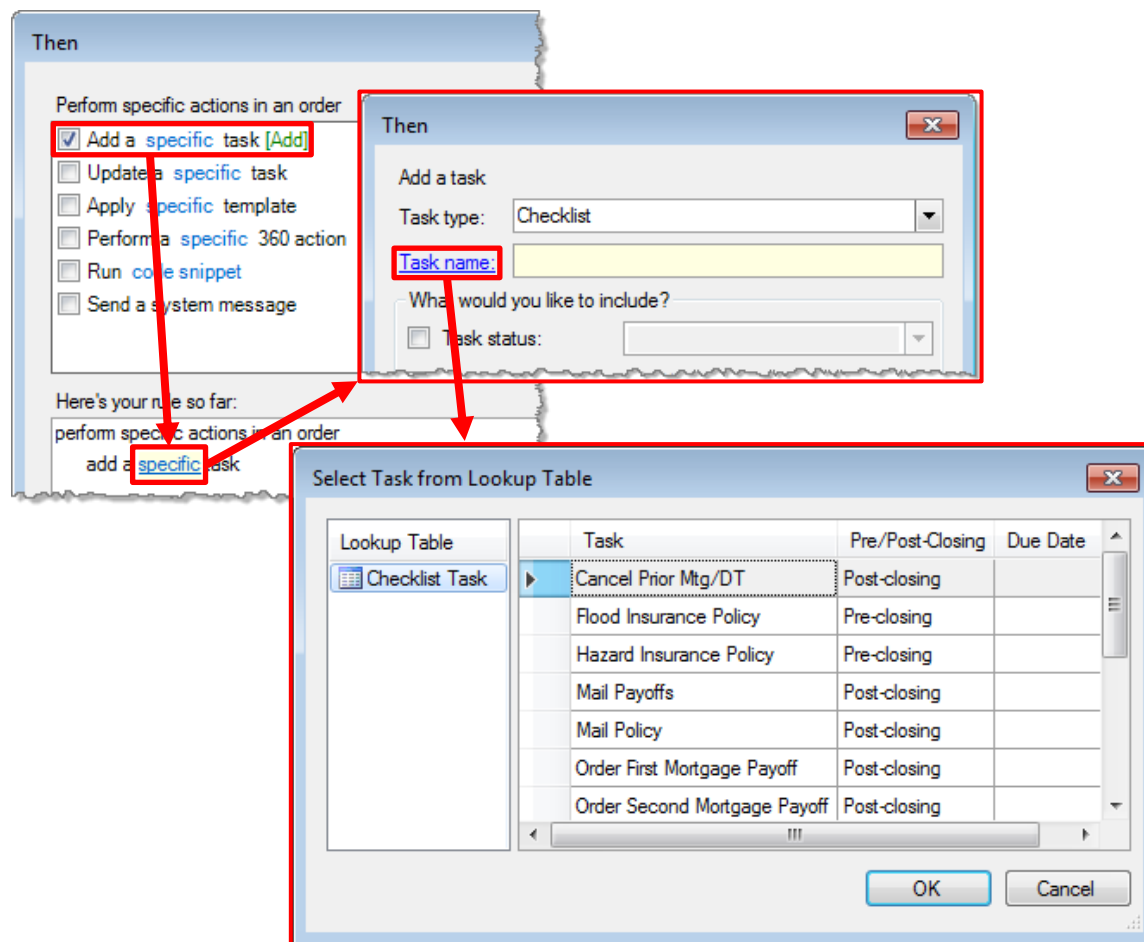 Then
Perform specific actions in an order
Add a specific task [Add]
Update a specific task
Apply specific template
Perform a specific 360 action
Run code snippet
Send a system message
Here's your rule so far:
perform specific actions in an order
add a specific task
Then
Add a task
Task type: Checklist
Task name:
What would you like to include?
Task status:
Select Task from Lookup Table
Lookup Table
Checklist Task
Task Pre/Post-Closing Due Date
Cancel Prior Mtg/DT Post-closing
Flood Insurance Policy Pre-closing
Hazard Insurance Policy Pre-closing
Mail Payoffs Post-closing
Mail Policy Post-closing
Order First Mortgage Payoff Post-closing
Order Second Mortgage Payoff Post-closing
OK Cancel